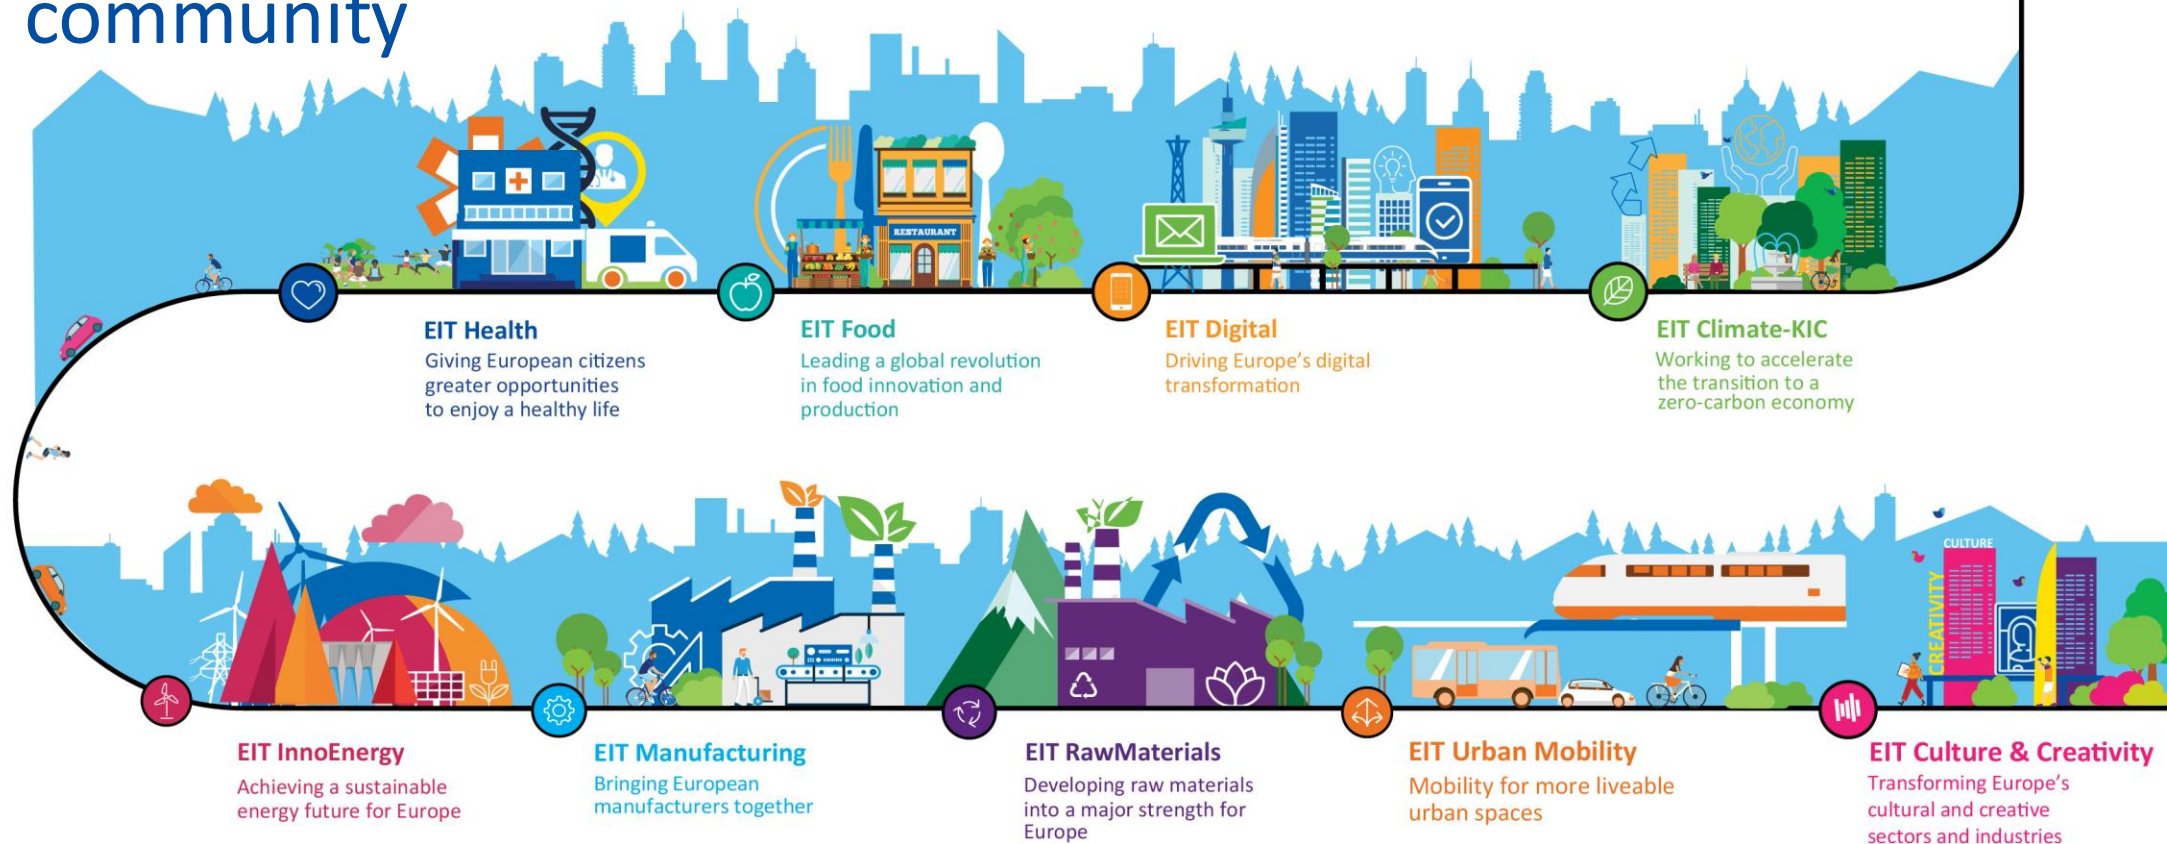 community
RESTAURANT
EIT Health
Giving European citizens
greater opportunities
to enjoy a healthy life
EIT Food
Leading a global revolution
in food innovation and
production
EIT Digital
Driving Europe's digital
transformation
EIT Climate-KIC
Working to accelerate
the transition to a
zero-carbon economy
CULTURE
CREATIVITY
EIT InnoEnergy
Achieving a sustainable
energy future for Europe
EIT Manufacturing
Bringing European
manufacturers together
EIT RawMaterials
Developing raw materials
into a major strength for
Europe
EIT Urban Mobility
Mobility for more liveable
urban spaces
EIT Culture & Creativity
Transforming Europe's
cultural and creative
sectors and industries